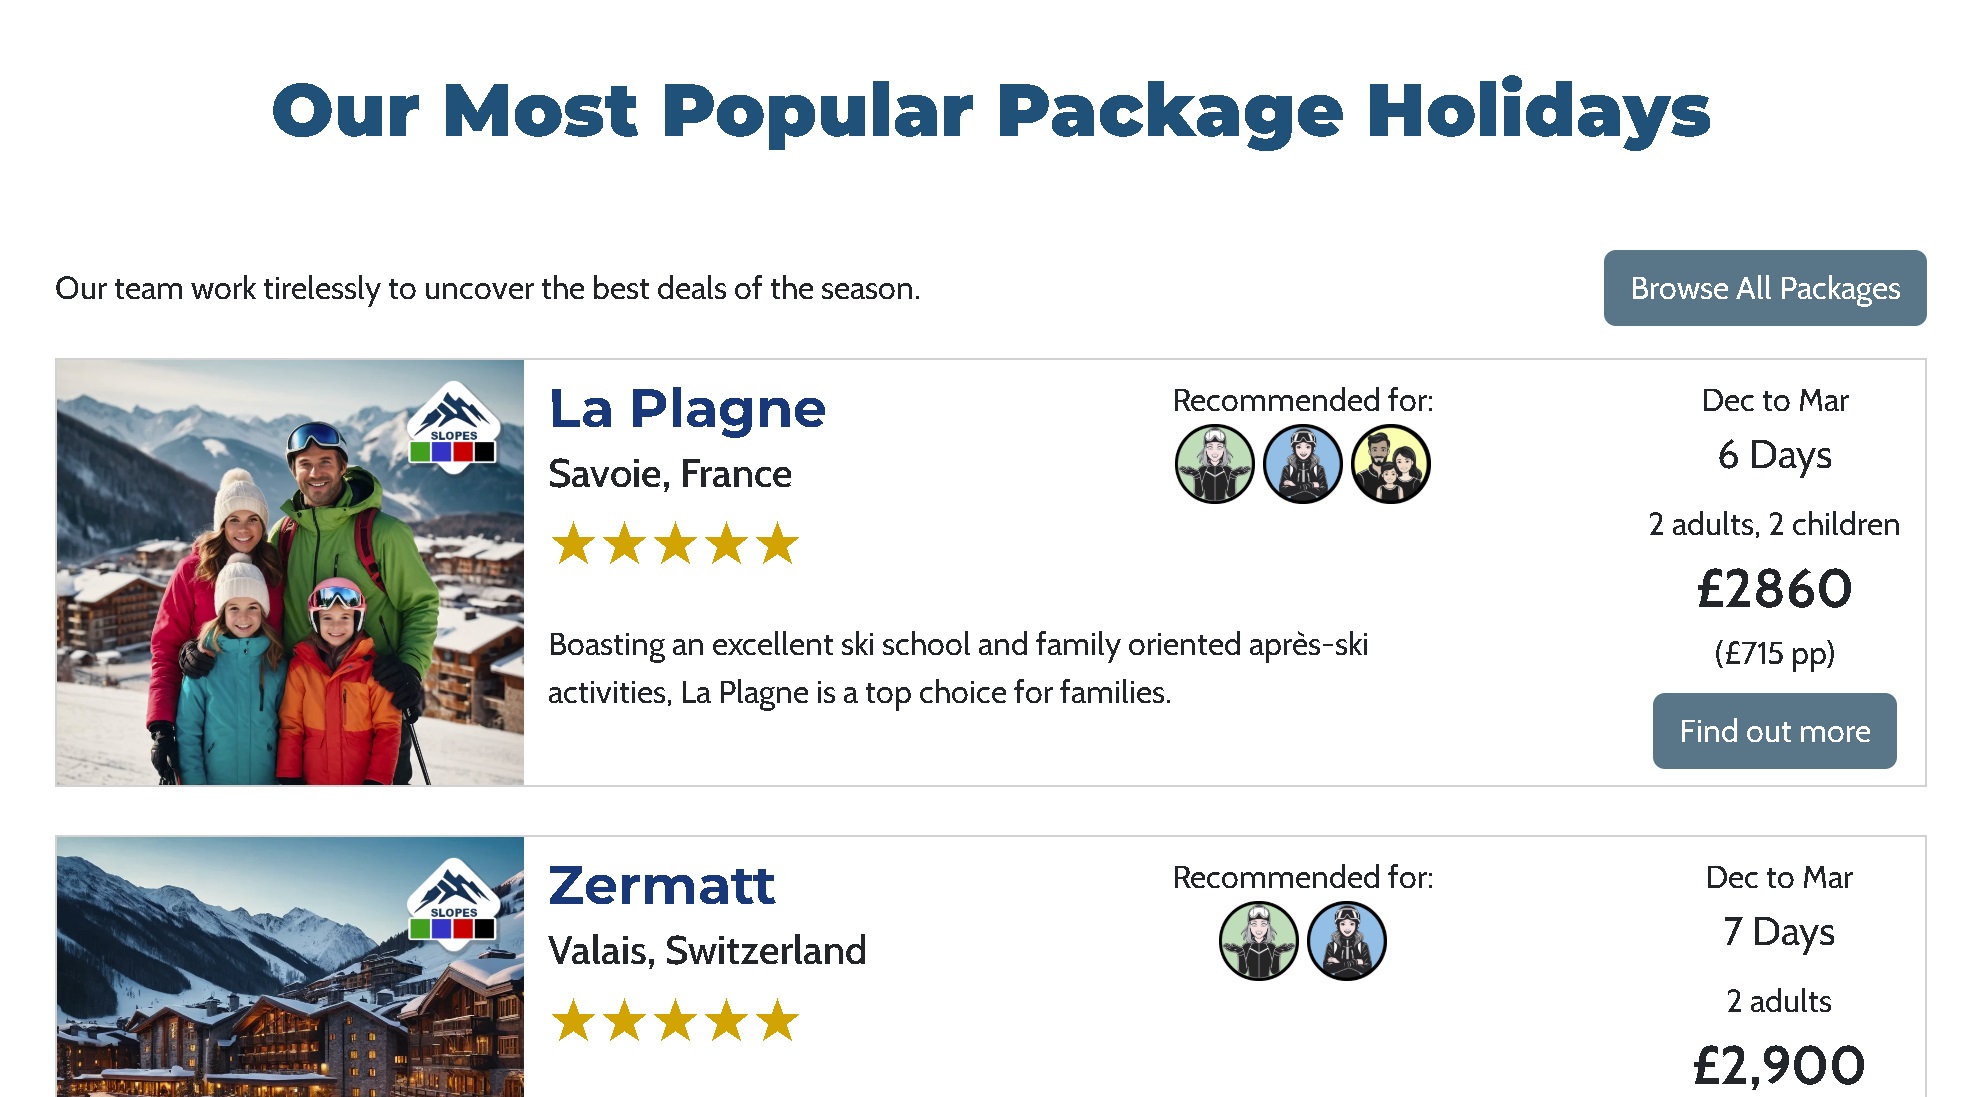 Our Most Popular Package Holidays
Our team work tirelessly to uncover the best deals of the season.
Browse All Packages
SLOPES
La Plagne
Savoie, France
Boasting an excellent ski school and family oriented après-ski
activities, La Plagne is a top choice for families.
Recommended for:
Dec to Mar
6 Days
2 adults, 2 children
£2860
(£715 pp)
Find out more
SLOPES
Zermatt
Valais, Switzerland
Recommended for:
Dec to Mar
7 Days
2 adults
£2,900